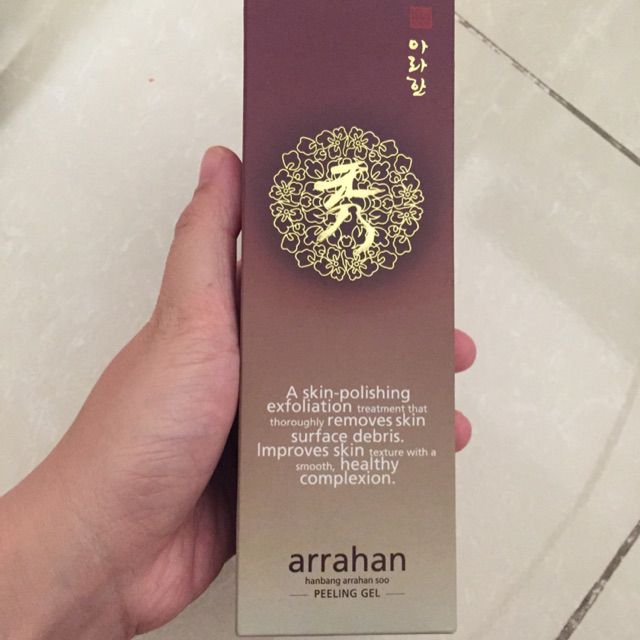 아라한
秀
A skin-polishing
exfoliation treatment that
thoroughly removes skin
surface debris.
Improves skin texture with a
smooth, healthy
complexion.
arrahan
hanbang arrahan soo
PEELING GEL